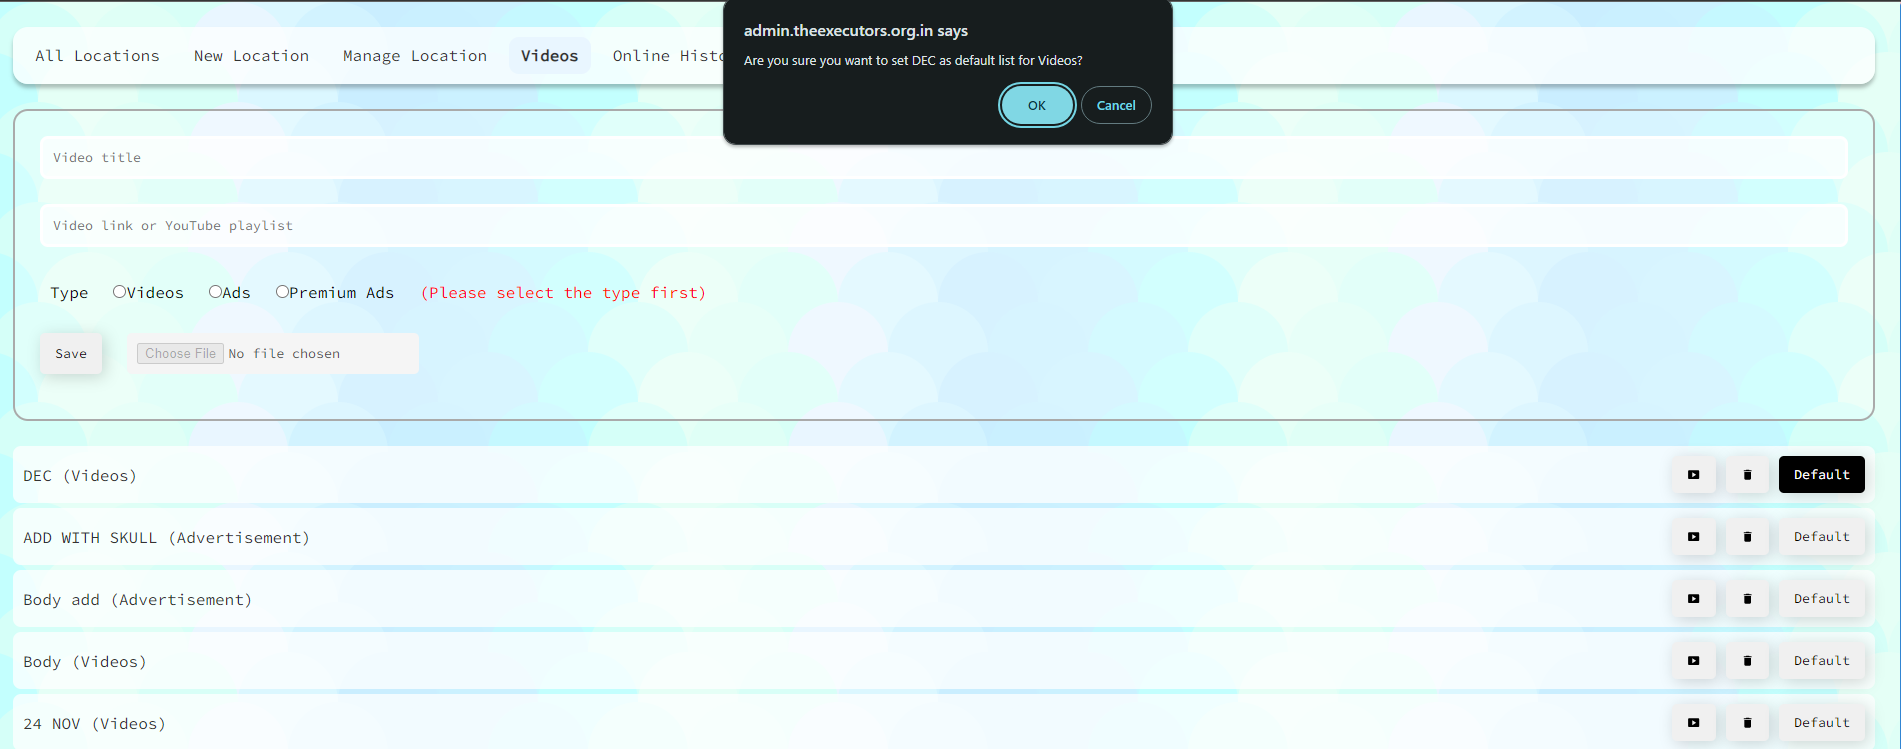 admin.theexecutors.org.in says
Are you sure you want to set DEC as default list for Videos?
OK Cancel
All Locations New Location Manage Location Videos Online Histo
Video title
Video link or YouTube playlist
Type Videos Ads Premium Ads (Please select the type first)
Save Choose File No file chosen
DEC (Videos) Default
ADD WITH SKULL (Advertisement) Default
Body add (Advertisement) Default
Body (Videos) Default
24 NOV (Videos) Default